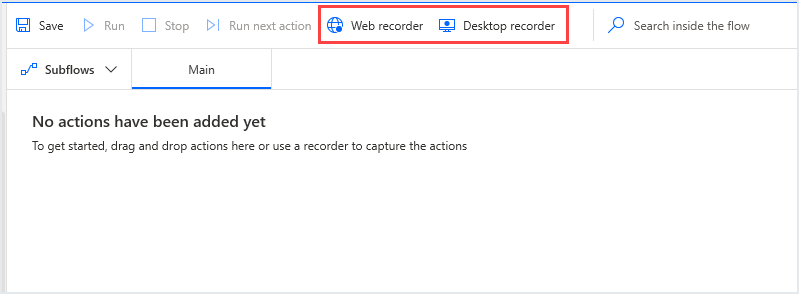 Save Run Stop Run next action Web recorder Desktop recorder Search inside the flow
Subflows Main
No actions have been added yet
To get started, drag and drop actions here or use a recorder to capture the actions